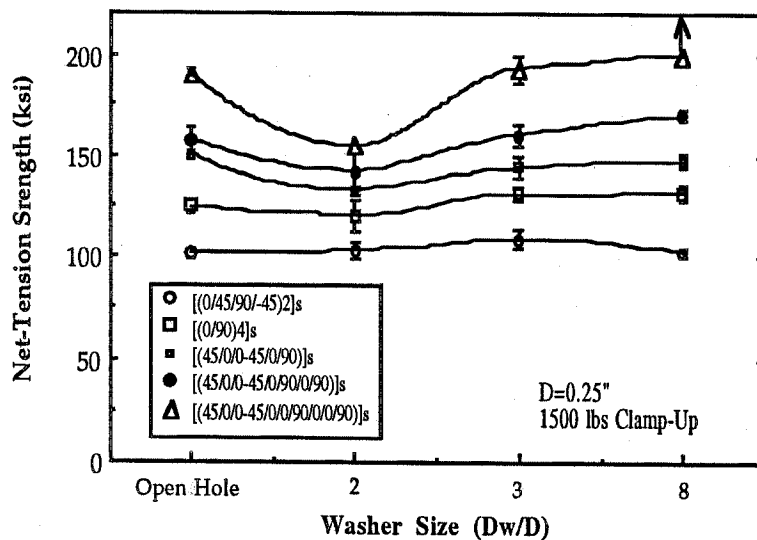 Net-Tension Srength (ksi)
200
150
100
50
0
[(0/45/90/-45)2]s
[(0/90)4]s
[(45/0/0-45/0/90)]s
[(45/0/0-45/0/90/0/90)]s
[(45/0/0-45/0/0/90/0/0/90)]s
D=0.25"
1500 lbs Clamp-Up
Open Hole
2
3
8
Washer Size (Dw/D)